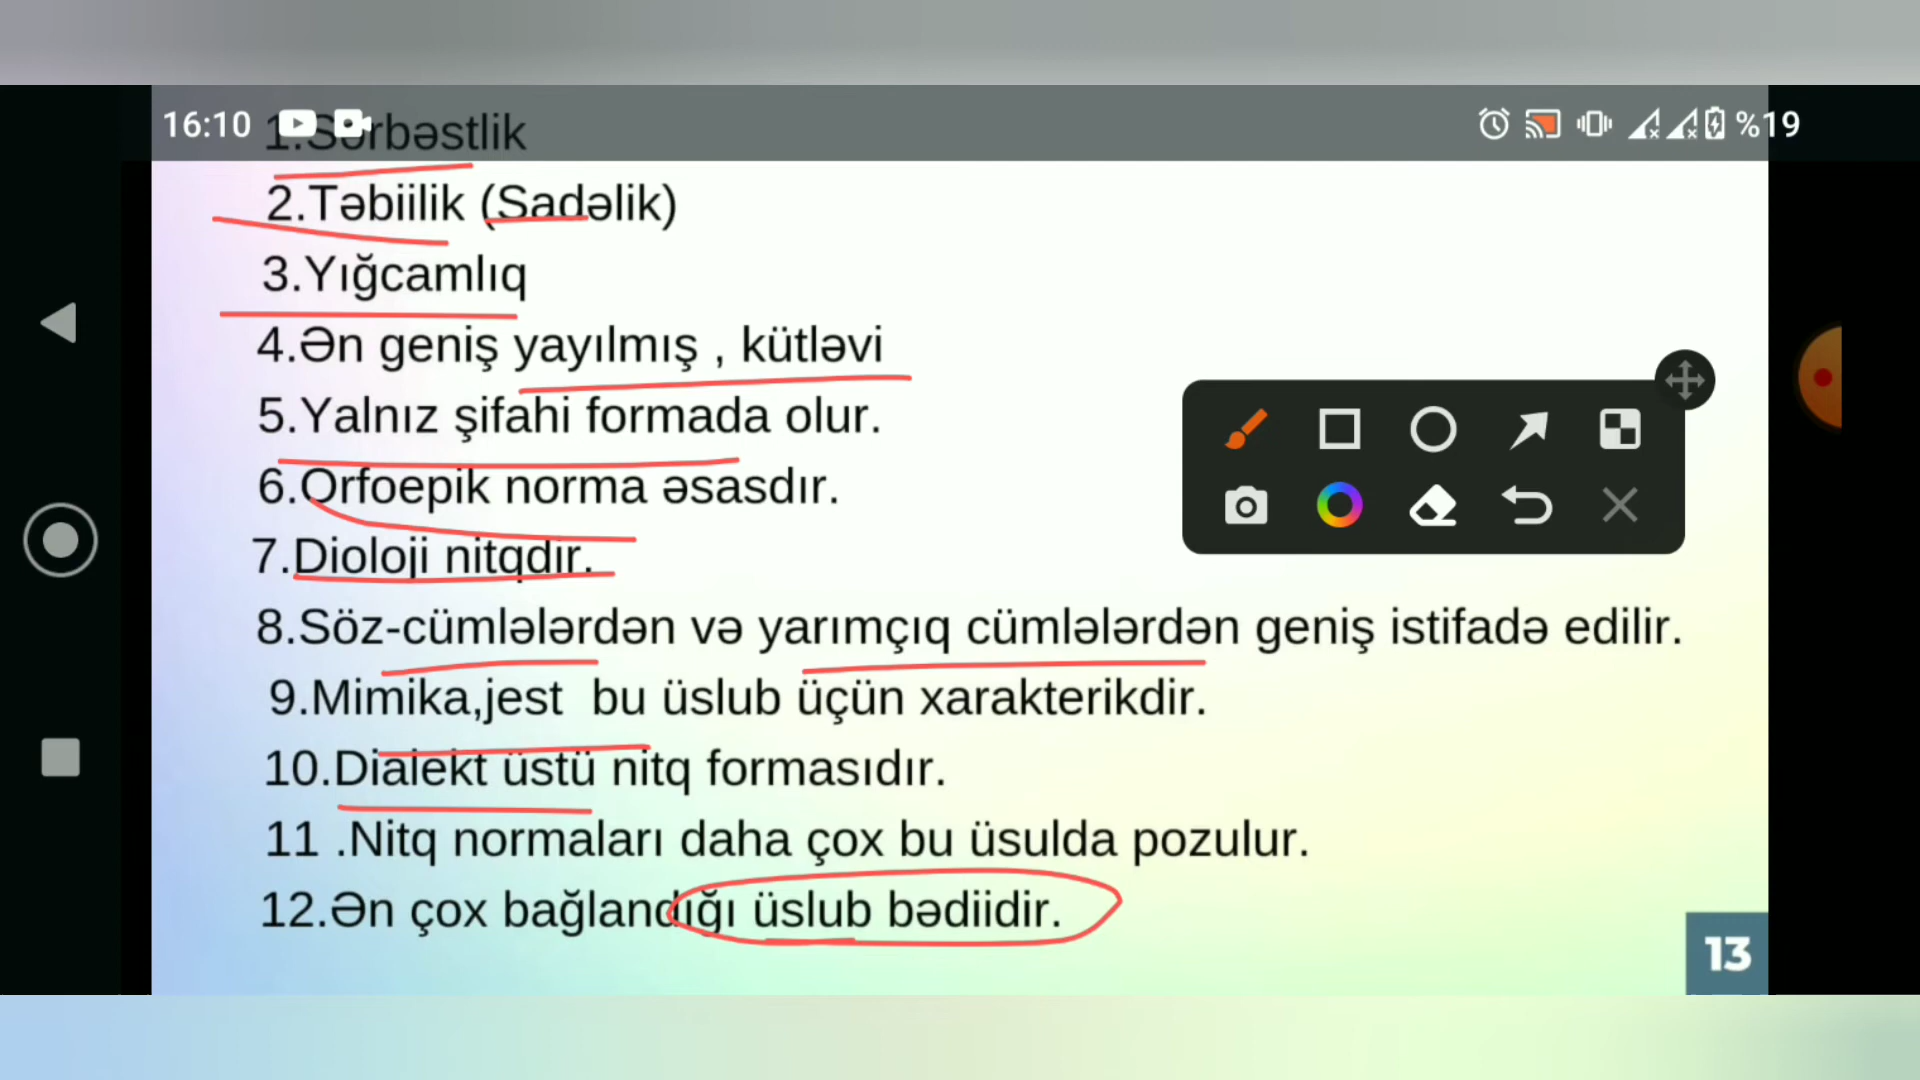 16:10
%19
1.Sərbəstlik
2.Təbiilik (Sadəlik)
3.Yığcamlıq
4.Ən geniş yayılmış , kütləvi
5.Yalnız şifahi formada olur.
6.Orfoepik norma əsasdır.
7.Dioloji nitqdir.
8.Söz-cümlələrdən və yarımçıq cümlələrdən geniş istifadə edilir.
9.Mimika,jest bu üslub üçün xarakterikdir.
10.Dialekt üstü nitq formasıdır.
11 .Nitq normaları daha çox bu üsulda pozulur.
12.Ən çox bağlandığı üslub bədiidir.
13